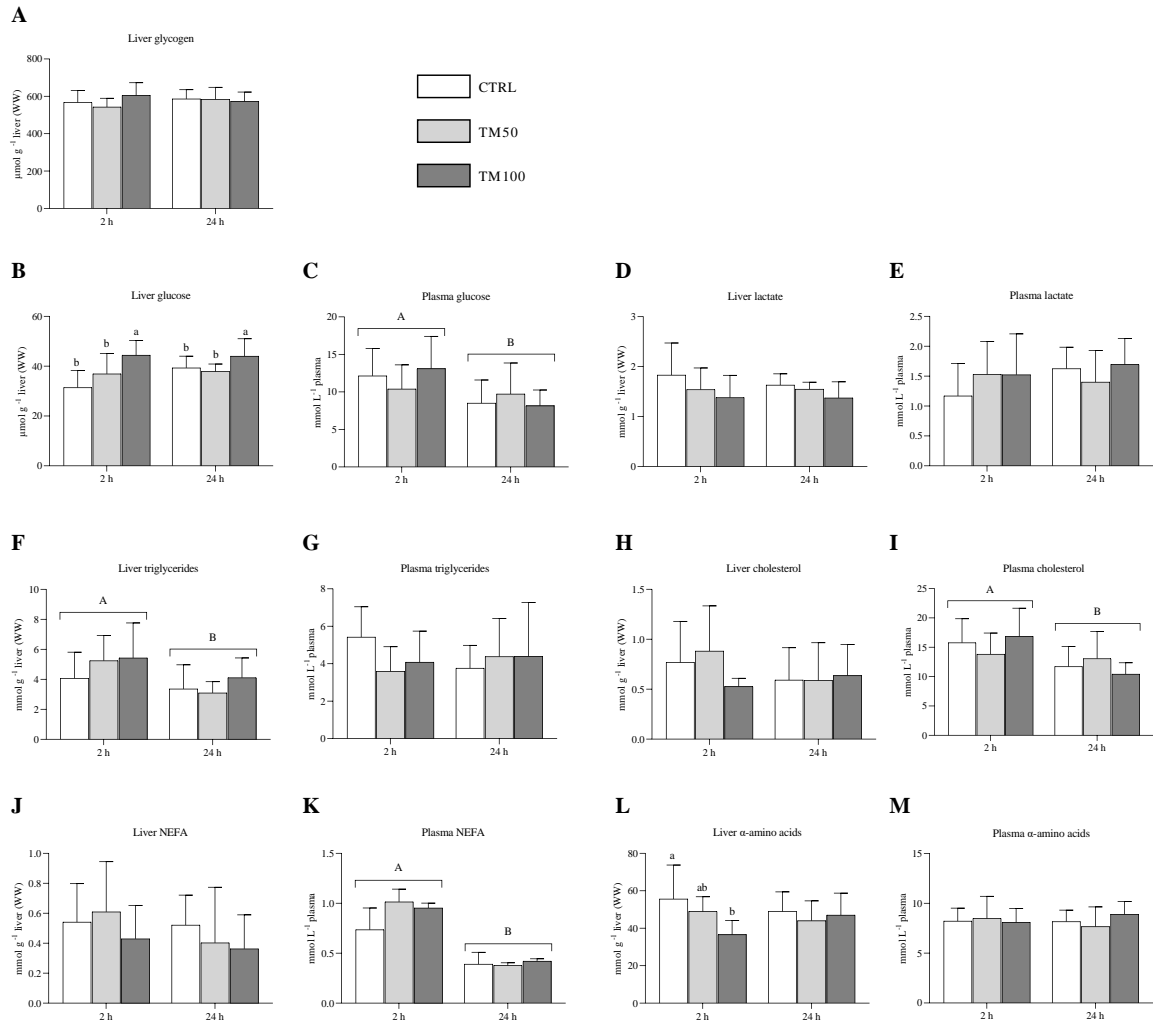 A
Liver glycogen
µmol g⁻¹ liver (WW)
800
600
400
200
0
2 h
24 h
CTRL
TM50
TM100
B
Liver glucose
µmol g⁻¹ liver (WW)
60
40
20
0
b
b
a
b
b
a
2 h
24 h
C
Plasma glucose
mmol L⁻¹ plasma
20
15
10
5
0
A
B
2 h
24 h
D
Liver lactate
mmol g⁻¹ liver (WW)
3
2
1
0
2 h
24 h
E
Plasma lactate
mmol L⁻¹ plasma
2.5
2.0
1.5
1.0
0.5
0.0
2 h
24 h
F
Liver triglycerides
mmol g⁻¹ liver (WW)
10
8
6
4
2
0
A
B
2 h
24 h
G
Plasma triglycerides
mmol L⁻¹ plasma
8
6
4
2
0
2 h
24 h
H
Liver cholesterol
mmol g⁻¹ liver (WW)
1.5
1.0
0.5
0.0
2 h
24 h
I
Plasma cholesterol
mmol L⁻¹ plasma
25
20
15
10
5
0
A
B
2 h
24 h
J
Liver NEFA
mmol g⁻¹ liver (WW)
1.0
0.8
0.6
0.4
0.2
0.0
2 h
24 h
K
Plasma NEFA
mmol L⁻¹ plasma
1.5
1.0
0.5
0.0
A
B
2 h
24 h
L
Liver α-amino acids
mmol g⁻¹ liver (WW)
80
60
40
20
0
a
ab
b
2 h
24 h
M
Plasma α-amino acids
mmol L⁻¹ plasma
15
10
5
0
2 h
24 h